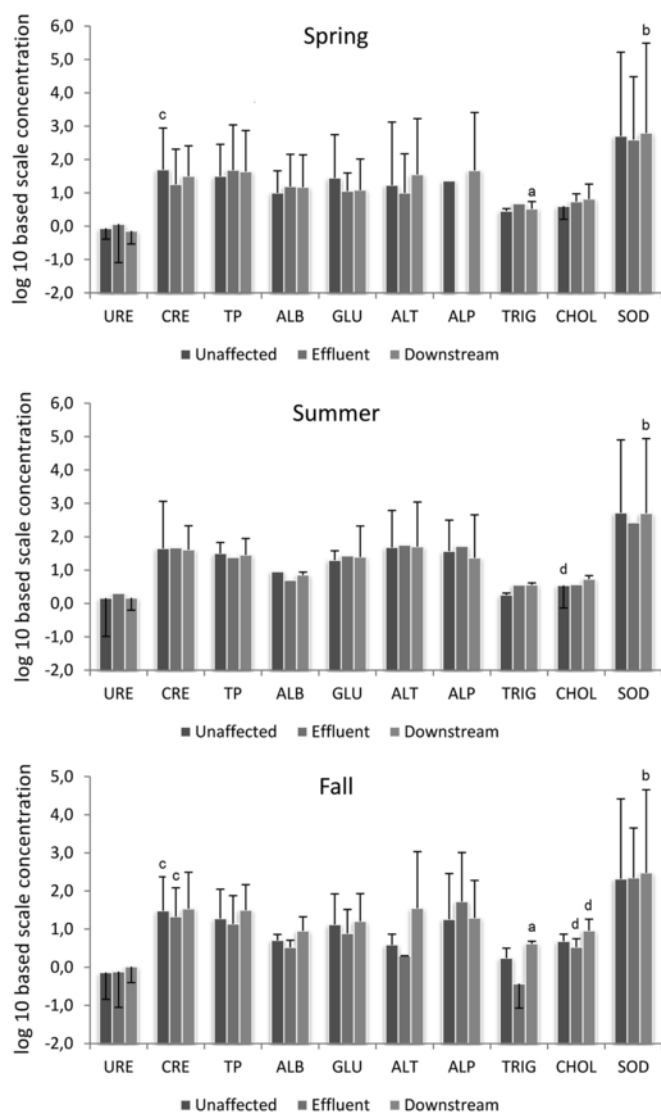 Spring
log 10 based scale concentration
6,0
5,0
4,0
3,0
2,0
1,0
0,0
-1,0
-2,0
c
a
b
URE CRE TP ALB GLU ALT ALP TRIG CHOL SOD
Unaffected Effluent Downstream
Summer
log 10 based scale concentration
6,0
5,0
4,0
3,0
2,0
1,0
0,0
-1,0
-2,0
d
b
URE CRE TP ALB GLU ALT ALP TRIG CHOL SOD
Unaffected Effluent Downstream
Fall
log 10 based scale concentration
5,0
4,0
3,0
2,0
1,0
0,0
-1,0
-2,0
c c
a
d d
b
URE CRE TP ALB GLU ALT ALP TRIG CHOL SOD
Unaffected Effluent Downstream